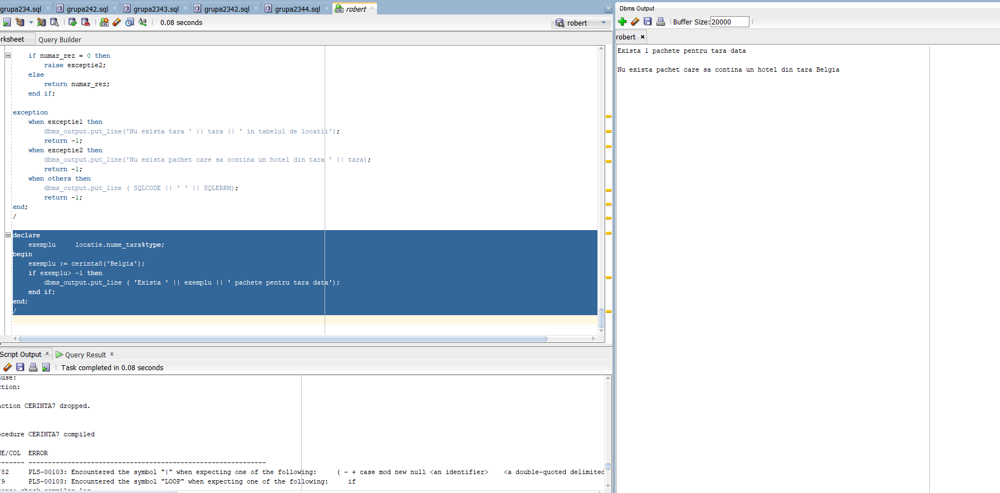 grupa234.sql
grupa242.sql
grupa2343.sql
grupa2342.sql
grupa2344.sql
robert
0.08 seconds
robert
rksheet
Query Builder
if numar_rez = 0 then
raise exceptie2;
else
return numar_rez;
end if;
exception
when exceptie1 then
dbms_output.put_line('Nu exista tara ' || tara || ' in tabelul de locatii');
return -1;
when exceptie2 then
dbms_output.put_line('Nu exista pachet care sa contina un hotel din tara ' || tara);
return -1;
when others then
dbms_output.put_line ( SQLCODE || ' ' || SQLERRM);
return -1;
end;
/
declare
exemplu locatie.nume_tara%type;
begin
exemplu := cerinta8('Belgia');
if exemplu> -1 then
dbms_output.put_line ( 'Exista ' || exemplu || ' pachete pentru tara data');
end if;
end;
/
Script Output
Query Result
Task completed in 0.08 seconds
use:
tion:
ction CERINTA7 dropped.
ocedure CERINTA7 compiled
E/COL ERROR
------- -------------------------------------------------------------
/82 PLS-00103: Encountered the symbol "|" when expecting one of the following: ( - + case mod new null <an identifier> <a double-quoted delimited
/9 PLS-00103: Encountered the symbol "LOOP" when expecting one of the following: if
Dbms Output
Buffer Size: 20000
robert
Exista 1 pachete pentru tara data
Nu exista pachet care sa contina un hotel din tara Belgia